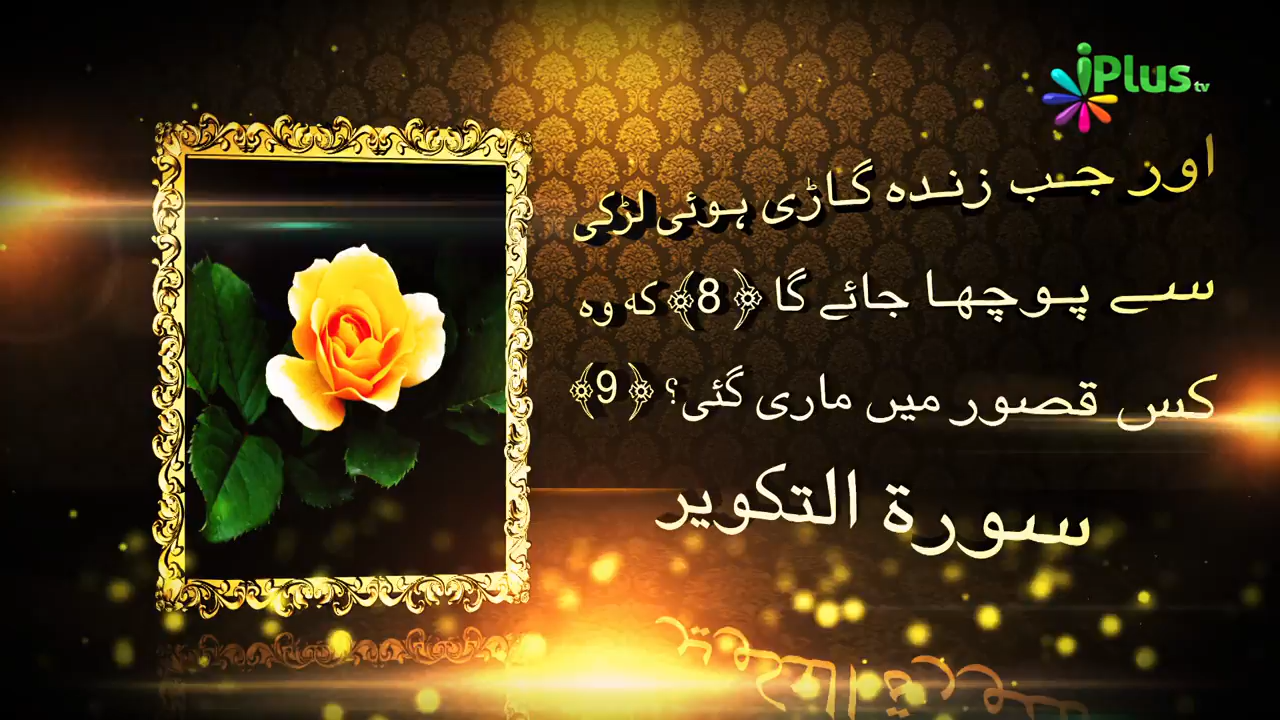 iPlus tv
اور جب زندہ گاڑی ہوئی لڑکی
سے پوچھا جائے گا ﴿8﴾ کہ وہ
کس قصور میں ماری گئی؟ ﴿9﴾
سورۃ التکویر